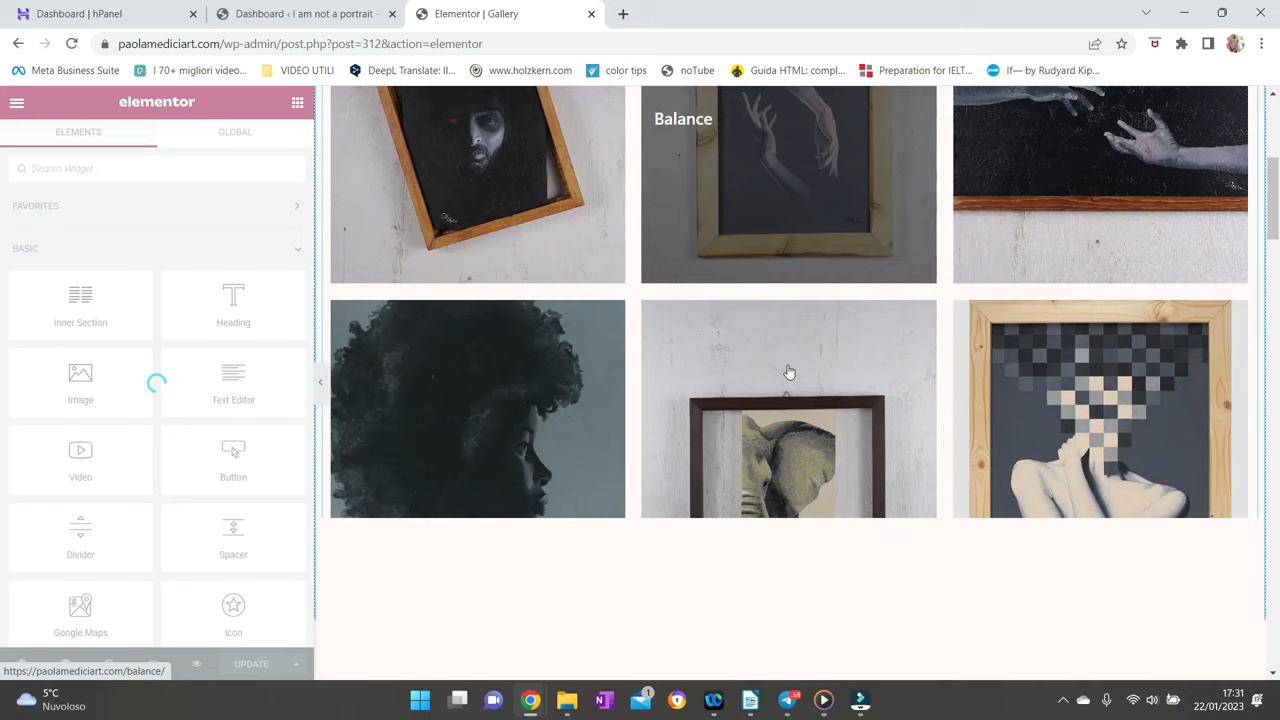 Dashboard | hPanel
Dashboard ‹ I am not a portrait –
Elementor | Gallery
paolamediciart.com/wp-admin/post.php?post=312&action=elementor
Meta Business Suite
I 70+ migliori video...
VIDEO UTILI
DeepL Translate: Il...
www.holzkern.com
color tips
noTube
Guida HTML: compl...
Preparation for IELT...
If— by Rudyard Kip...
elementor
ELEMENTS
GLOBAL
Search Widget...
FAVORITES
BASIC
Inner Section
Heading
Image
Text Editor
Video
Button
Divider
Spacer
Google Maps
Icon
UPDATE
Balance
https://paolamediciart.com/balance/
5°C
Nuvoloso
1
68
17:31
22/01/2023